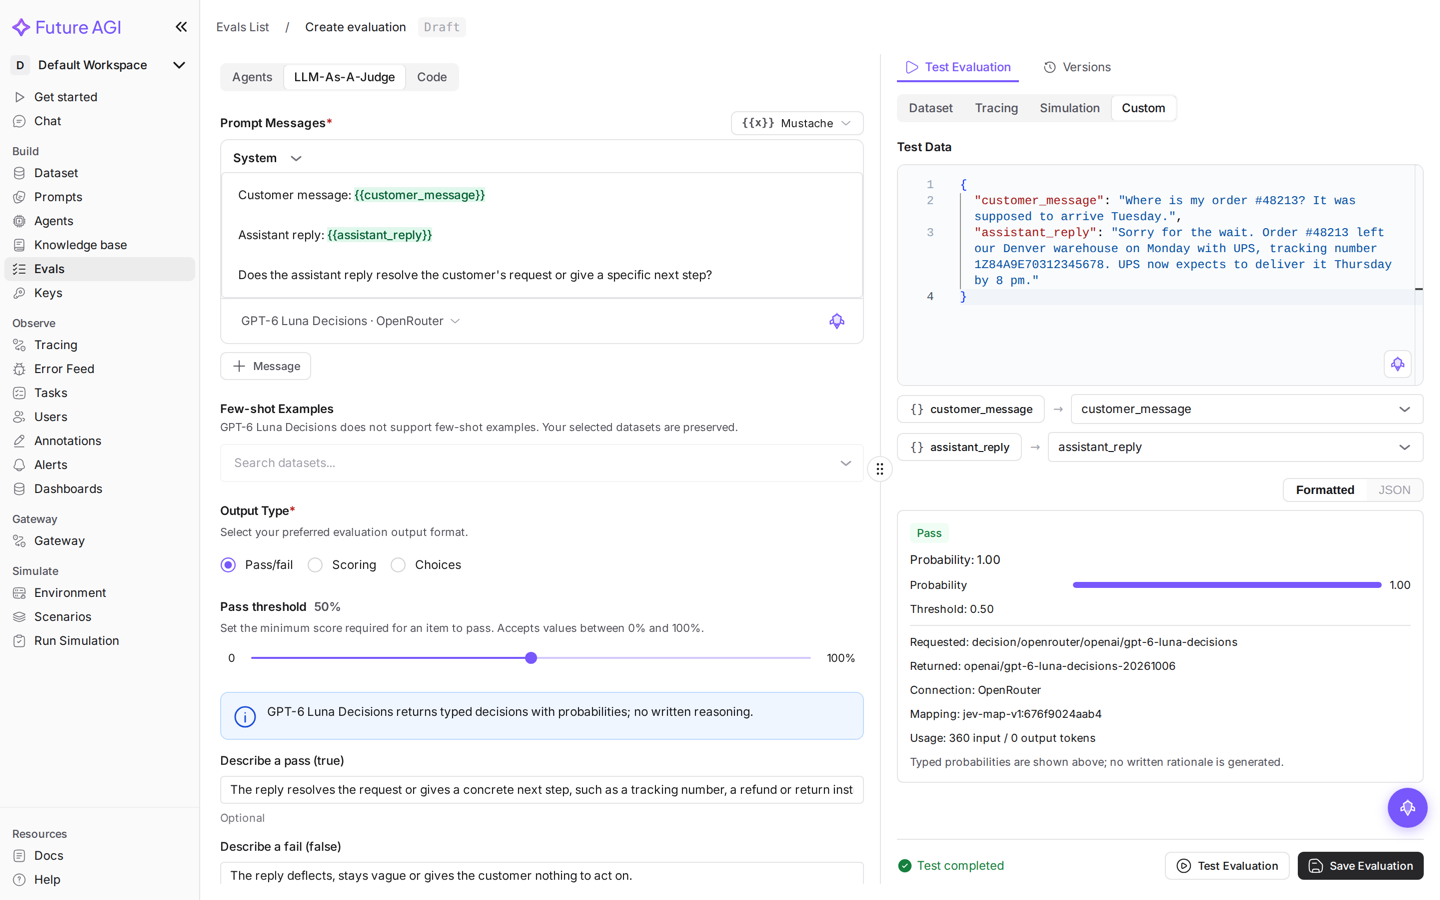 Future AGI
D Default Workspace
Get started
Chat
Build
Dataset
Prompts
Agents
Knowledge base
Evals
Keys
Observe
Tracing
Error Feed
Tasks
Users
Annotations
Alerts
Dashboards
Gateway
Gateway
Simulate
Environment
Scenarios
Run Simulation
Resources
Docs
Help
Evals List / Create evaluation Draft
Agents LLM-As-A-Judge Code
Prompt Messages* {{x}} Mustache
System
Customer message: {{customer_message}}
Assistant reply: {{assistant_reply}}
Does the assistant reply resolve the customer's request or give a specific next step?
GPT-6 Luna Decisions · OpenRouter
Message
Few-shot Examples
GPT-6 Luna Decisions does not support few-shot examples. Your selected datasets are preserved.
Search datasets...
Output Type*
Select your preferred evaluation output format.
Pass/fail Scoring Choices
Pass threshold 50%
Set the minimum score required for an item to pass. Accepts values between 0% and 100%.
0 100%
GPT-6 Luna Decisions returns typed decisions with probabilities; no written reasoning.
Describe a pass (true)
The reply resolves the request or gives a concrete next step, such as a tracking number, a refund or return inst
Optional
Describe a fail (false)
The reply deflects, stays vague or gives the customer nothing to act on.
Test Evaluation Versions
Dataset Tracing Simulation Custom
Test Data
1 {
2 "customer_message": "Where is my order #48213? It was
supposed to arrive Tuesday.",
3 "assistant_reply": "Sorry for the wait. Order #48213 left
our Denver warehouse on Monday with UPS, tracking number
1Z84A9E70312345678. UPS now expects to deliver it Thursday
by 8 pm."
4 }
{} customer_message → customer_message
{} assistant_reply → assistant_reply
Formatted JSON
Pass
Probability: 1.00
Probability 1.00
Threshold: 0.50
Requested: decision/openrouter/openai/gpt-6-luna-decisions
Returned: openai/gpt-6-luna-decisions-20261006
Connection: OpenRouter
Mapping: jev-map-v1:676f9024aab4
Usage: 360 input / 0 output tokens
Typed probabilities are shown above; no written rationale is generated.
Test completed
Test Evaluation
Save Evaluation